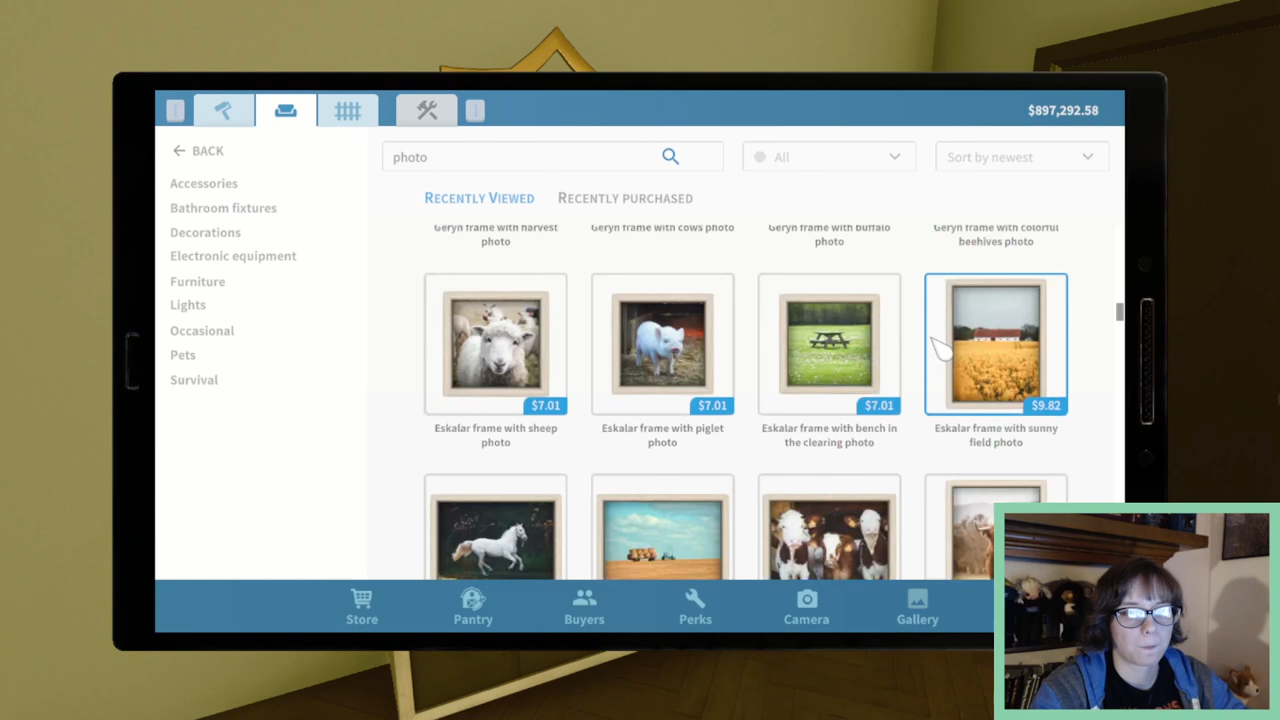 $897,292.58
BACK
photo
All
Sort by newest
Accessories
Bathroom fixtures
Decorations
Electronic equipment
Furniture
Lights
Occasional
Pets
Survival
RECENTLY VIEWED
RECENTLY PURCHASED
Geryn frame with harvest
photo
Geryn frame with cows photo
Geryn frame with buffalo
photo
Geryn frame with colorful
beehives photo
$7.01
$7.01
$7.01
$9.82
Eskalar frame with sheep
photo
Eskalar frame with piglet
photo
Eskalar frame with bench in
the clearing photo
Eskalar frame with sunny
field photo
Store
Pantry
Buyers
Perks
Camera
Gallery